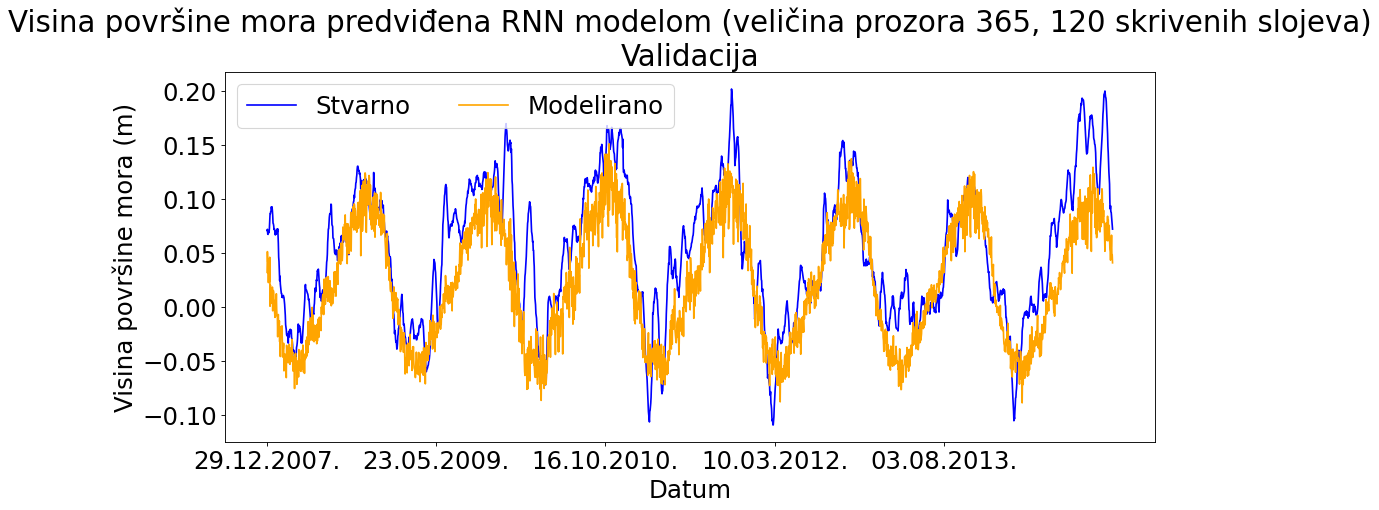 Visina površine mora predviđena RNN modelom (veličina prozora 365, 120 skrivenih slojeva)
Validacija
Stvarno Modelirano
Visina površine mora (m)
0.20
0.15
0.10
0.05
0.00
−0.05
−0.10
29.12.2007. 23.05.2009. 16.10.2010. 10.03.2012. 03.08.2013.
Datum